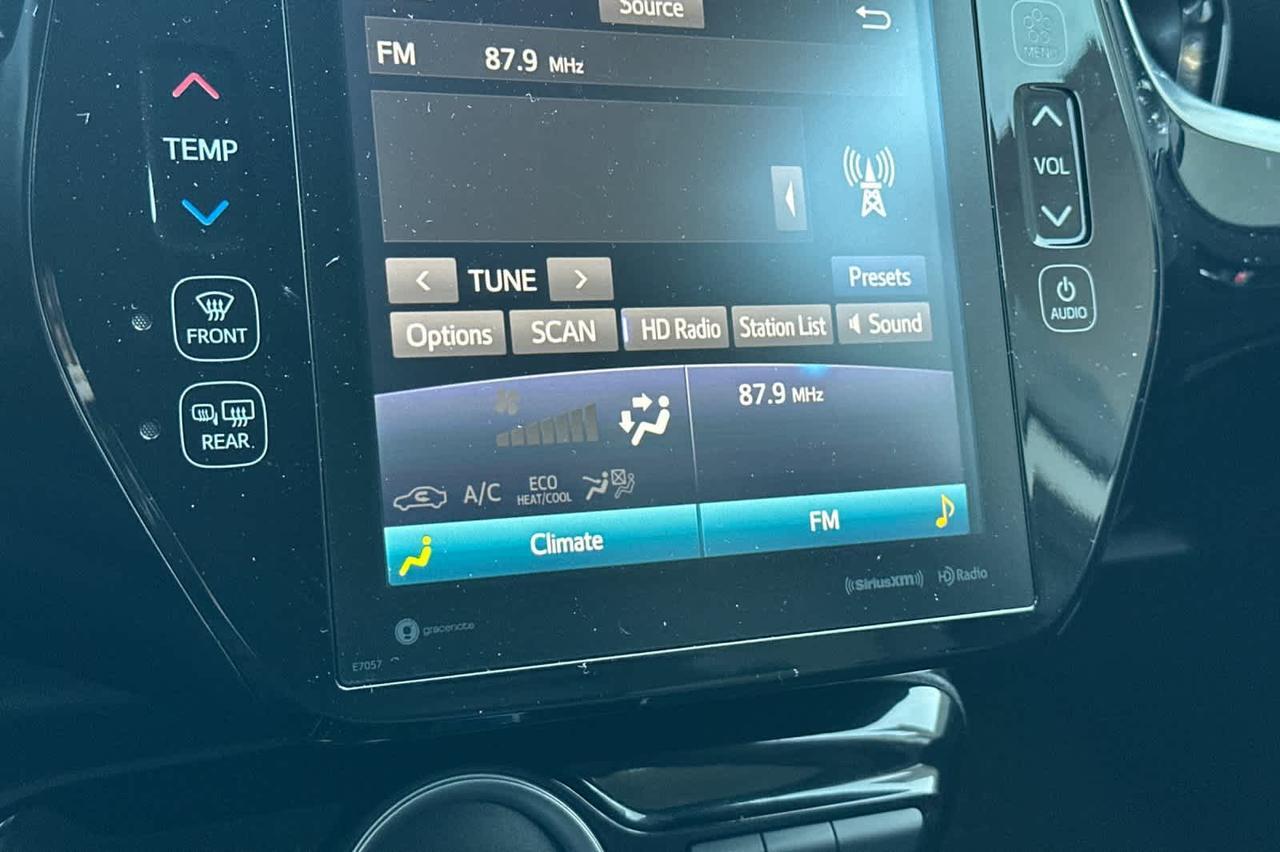 Source
FM 87.9 MHz
MENU
TEMP
VOL
TUNE
Presets
FRONT
Options SCAN HD Radio Station List Sound
AUDIO
87.9 MHz
REAR
A/C ECO HEAT/COOL
Climate
FM
((SiriusXM)) HD Radio
gracenote
E7057